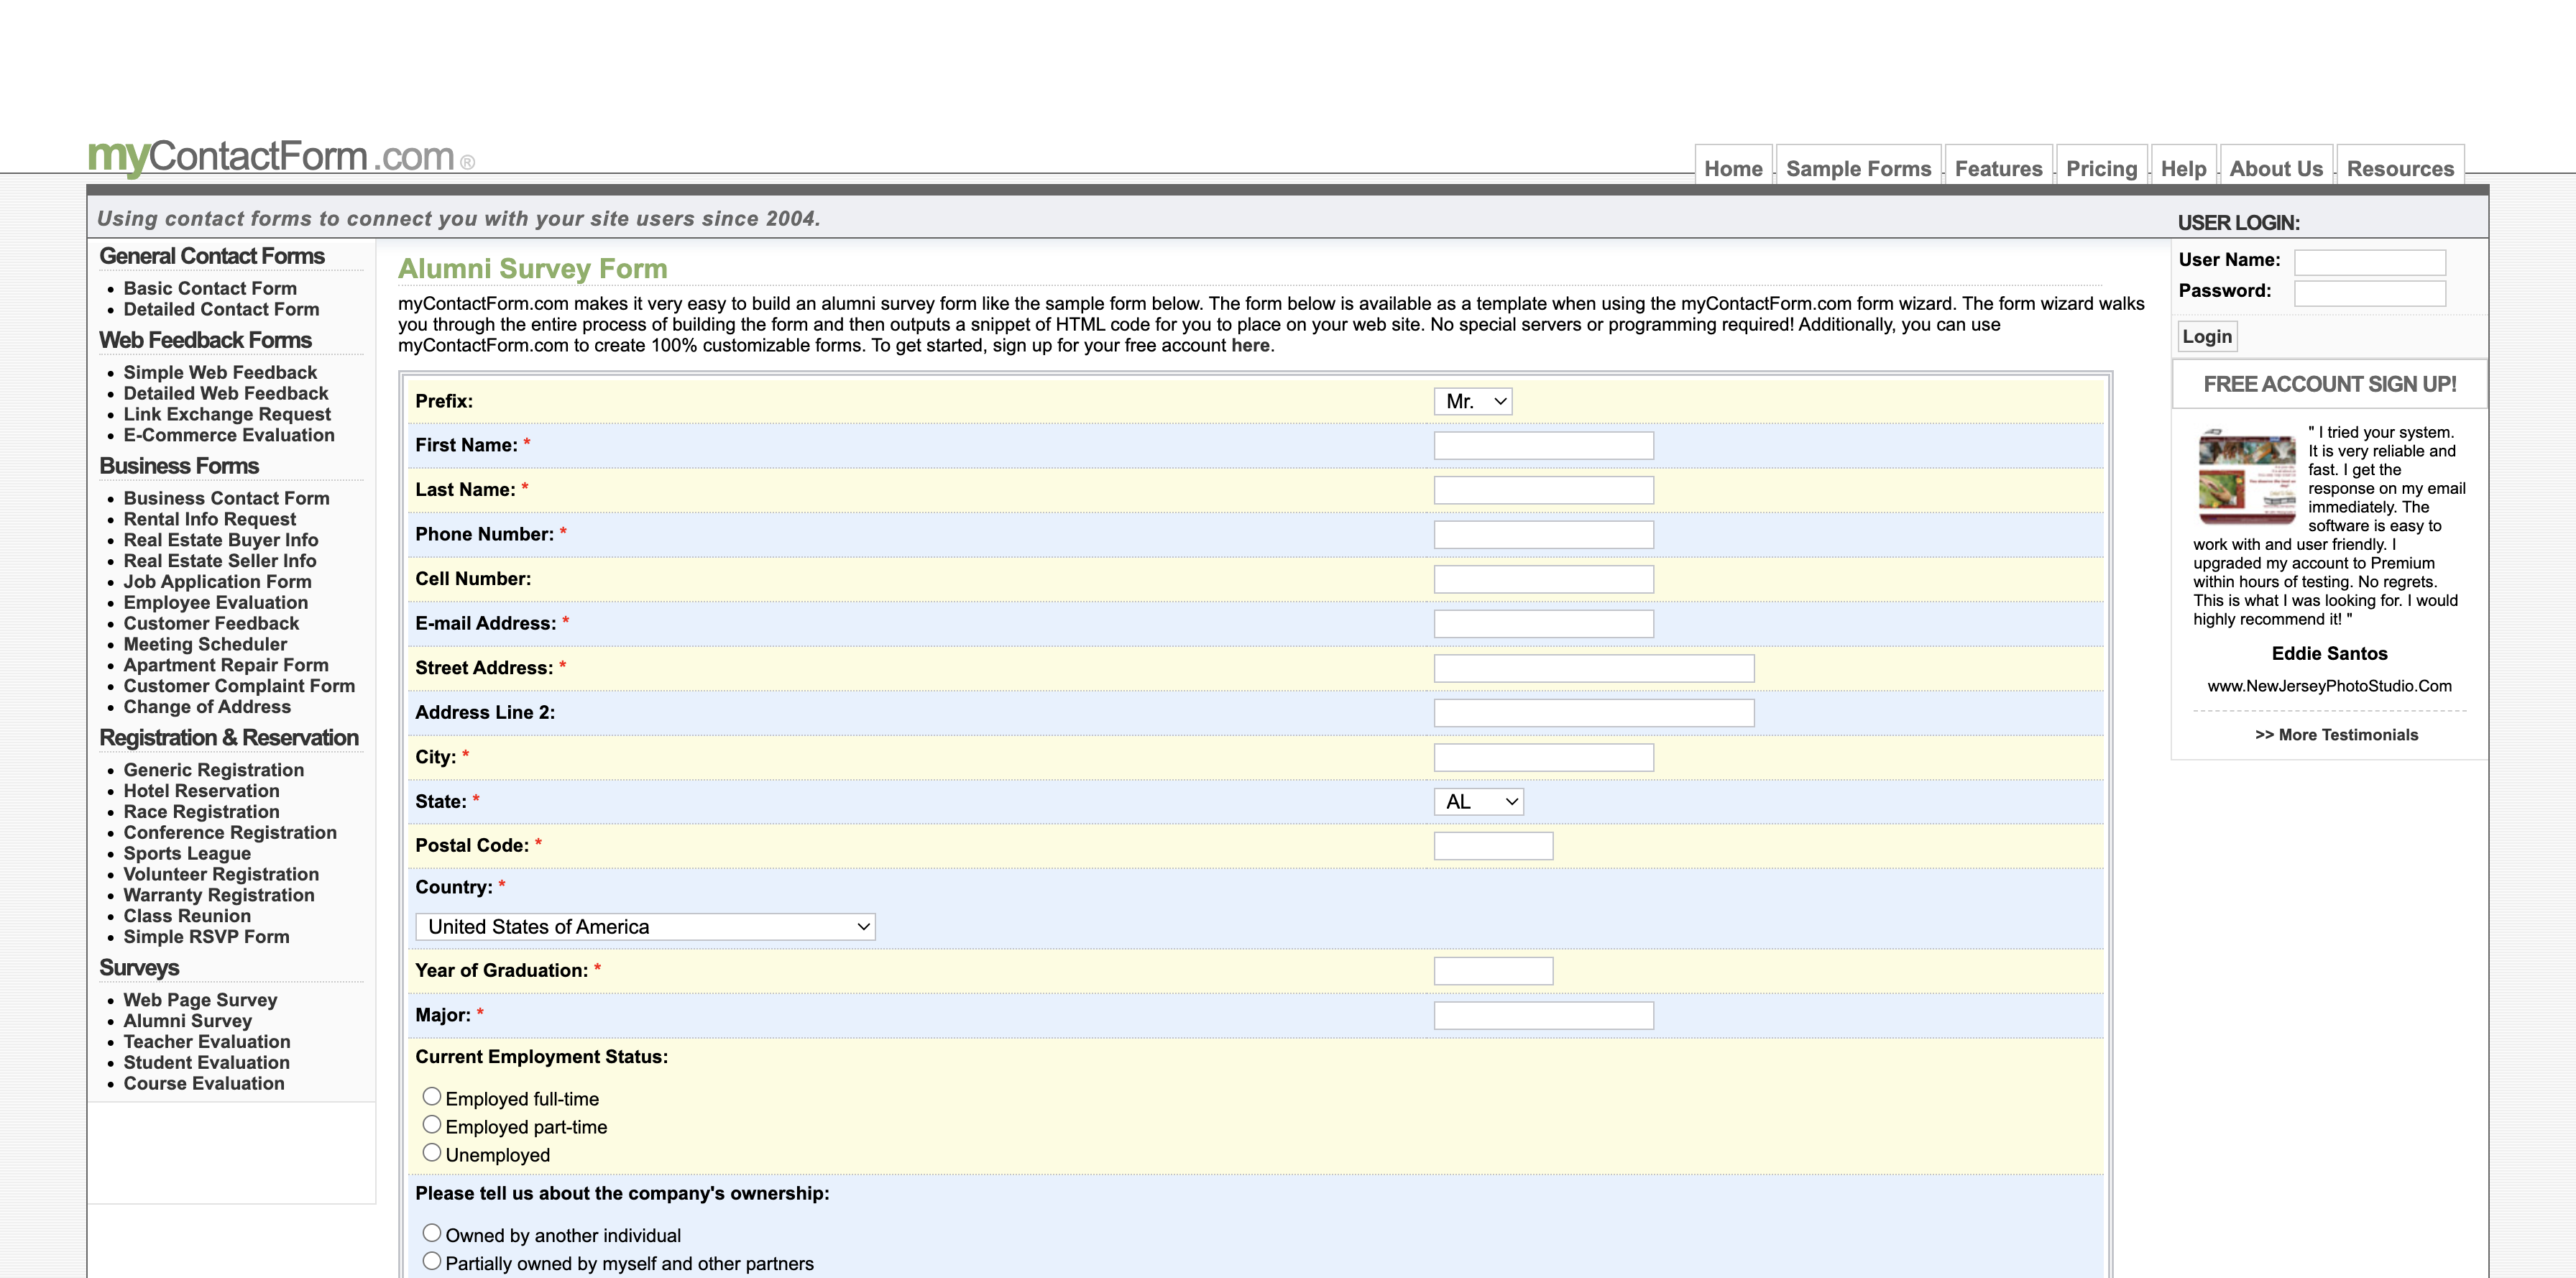 myContactForm.com®
Home
Sample Forms
Features
Pricing
Help
About Us
Resources
Using contact forms to connect you with your site users since 2004.
USER LOGIN:
General Contact Forms
Basic Contact Form
Detailed Contact Form
Web Feedback Forms
Simple Web Feedback
Detailed Web Feedback
Link Exchange Request
E-Commerce Evaluation
Business Forms
Business Contact Form
Rental Info Request
Real Estate Buyer Info
Real Estate Seller Info
Job Application Form
Employee Evaluation
Customer Feedback
Meeting Scheduler
Apartment Repair Form
Customer Complaint Form
Change of Address
Registration & Reservation
Generic Registration
Hotel Reservation
Race Registration
Conference Registration
Sports League
Volunteer Registration
Warranty Registration
Class Reunion
Simple RSVP Form
Surveys
Web Page Survey
Alumni Survey
Teacher Evaluation
Student Evaluation
Course Evaluation
Alumni Survey Form
myContactForm.com makes it very easy to build an alumni survey form like the sample form below. The form below is available as a template when using the myContactForm.com form wizard. The form wizard walks
you through the entire process of building the form and then outputs a snippet of HTML code for you to place on your web site. No special servers or programming required! Additionally, you can use
myContactForm.com to create 100% customizable forms. To get started, sign up for your free account here.
Prefix: Mr.
First Name: *
Last Name: *
Phone Number: *
Cell Number:
E-mail Address: *
Street Address: *
Address Line 2:
City: *
State: * AL
Postal Code: *
Country: *
United States of America
Year of Graduation: *
Major: *
Current Employment Status:
Employed full-time
Employed part-time
Unemployed
Please tell us about the company's ownership:
Owned by another individual
Partially owned by myself and other partners
User Name:
Password:
Login
FREE ACCOUNT SIGN UP!
" I tried your system.
It is very reliable and
fast. I get the
response on my email
immediately. The
software is easy to
work with and user friendly. I
upgraded my account to Premium
within hours of testing. No regrets.
This is what I was looking for. I would
highly recommend it! "
Eddie Santos
www.NewJerseyPhotoStudio.Com
>> More Testimonials